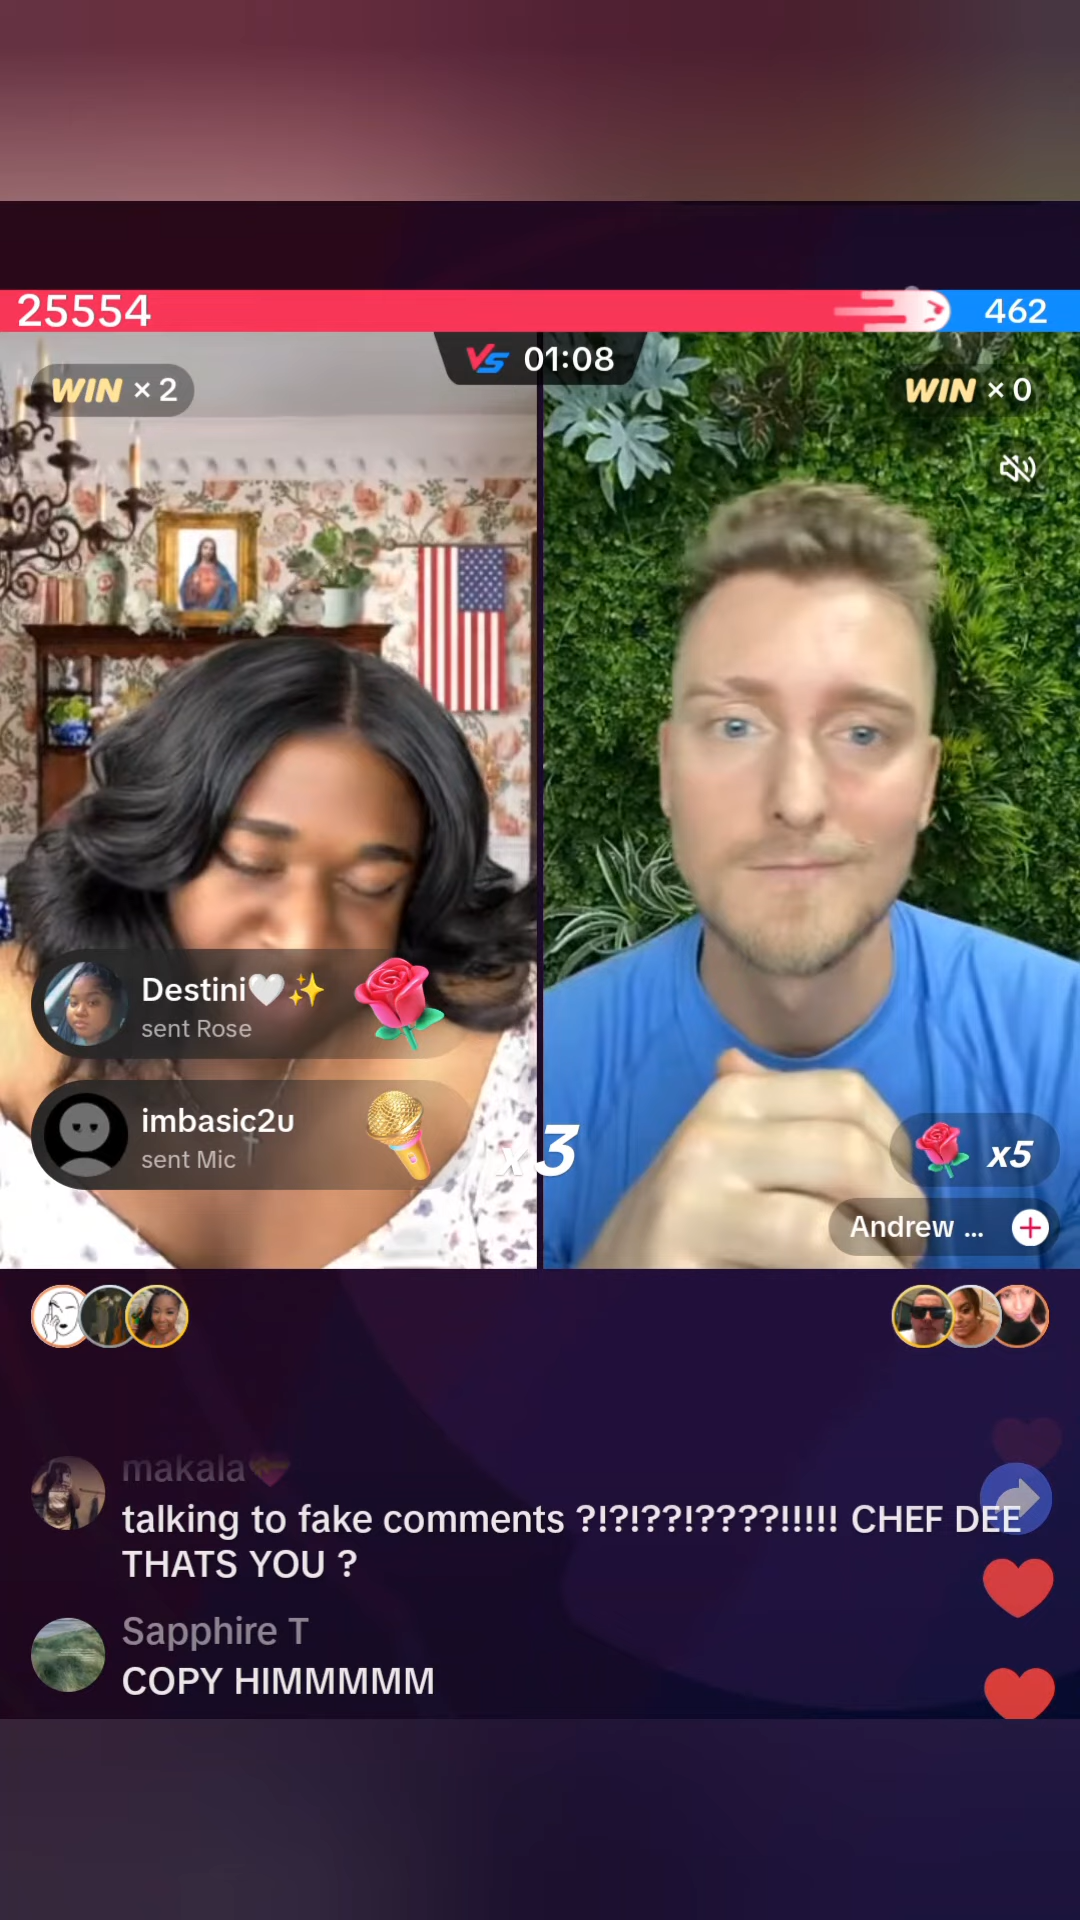 25554
462
VS 01:08
WIN × 2
WIN × 0
Destini🤍✨
sent Rose
imbasic2u
sent Mic
x3
x5
Andrew ...
makala💝
talking to fake comments ?!?!??!????!!!!! CHEF DEE
THATS YOU ?
Sapphire T
COPY HIMMMMM